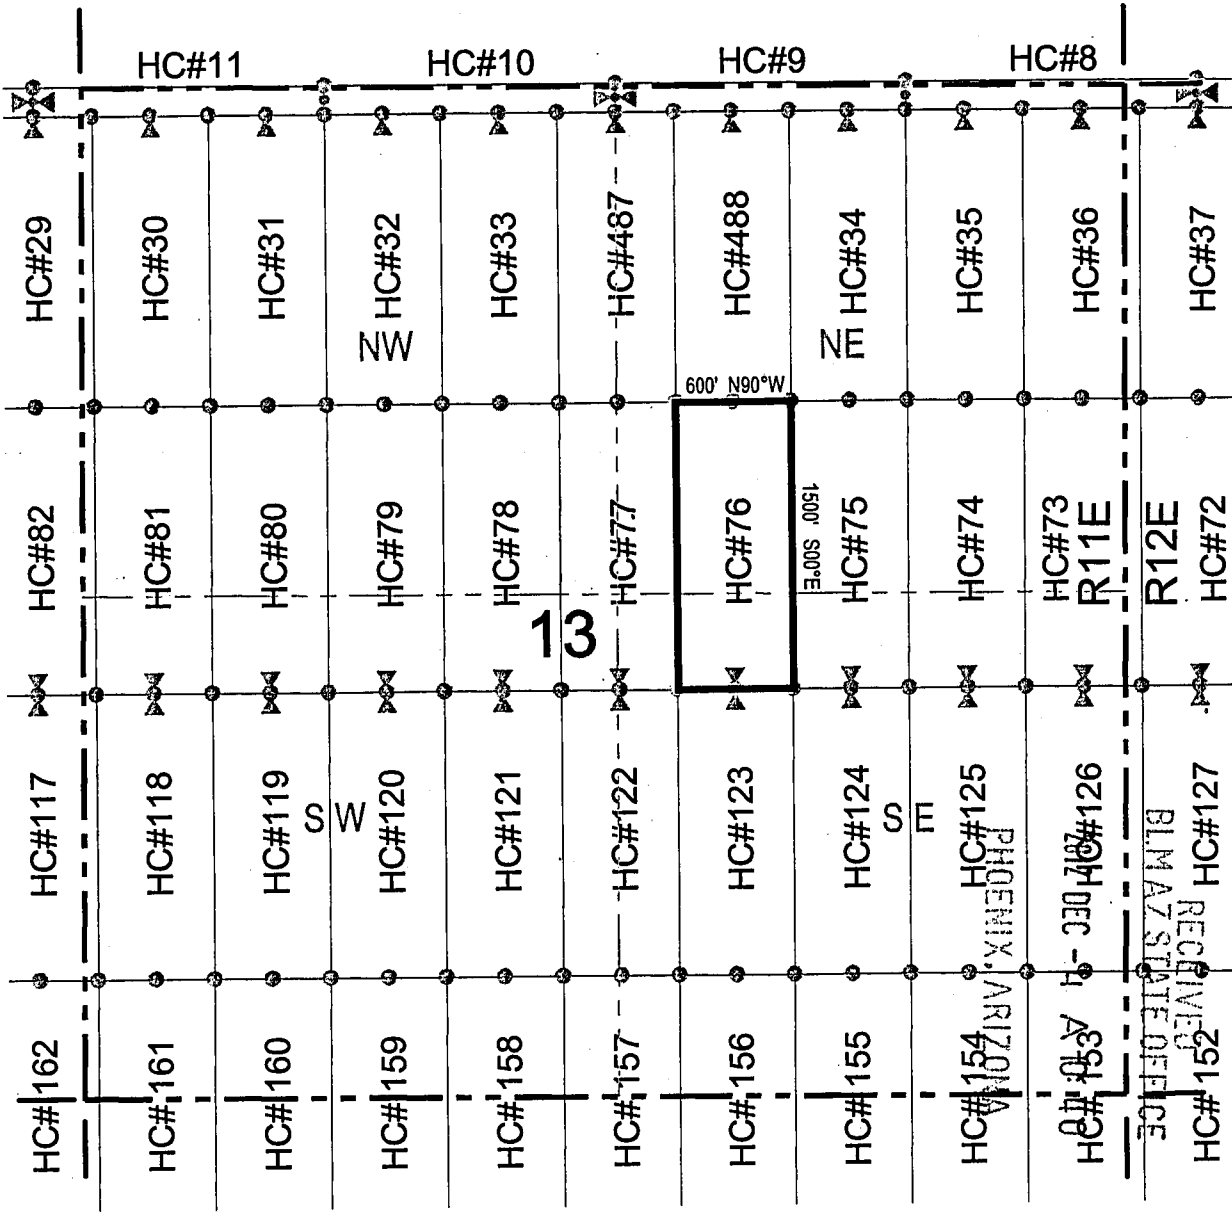 HC#11 HC#10 HC#9 HC#8
HC#29 HC#30 HC#31 HC#32 HC#33 HC#487 HC#488 HC#34 HC#35 HC#36 HC#37
NW NE
600' N90°W
HC#82 HC#81 HC#80 HC#79 HC#78 HC#77 HC#76 HC#75 HC#74 HC#73 HC#72
1500' S00°E
R11E R12E
13
HC#117 HC#118 HC#119 HC#120 HC#121 HC#122 HC#123 HC#124 HC#125 HC#126 HC#127
SW SE
HC#162 HC#161 HC#160 HC#159 HC#158 HC#157 HC#156 HC#155 HC#154 HC#153 HC#152
RECEIVED
BLM AZ STATE OFFICE
2017 DEC -4 A
PHOENIX, ARIZONA